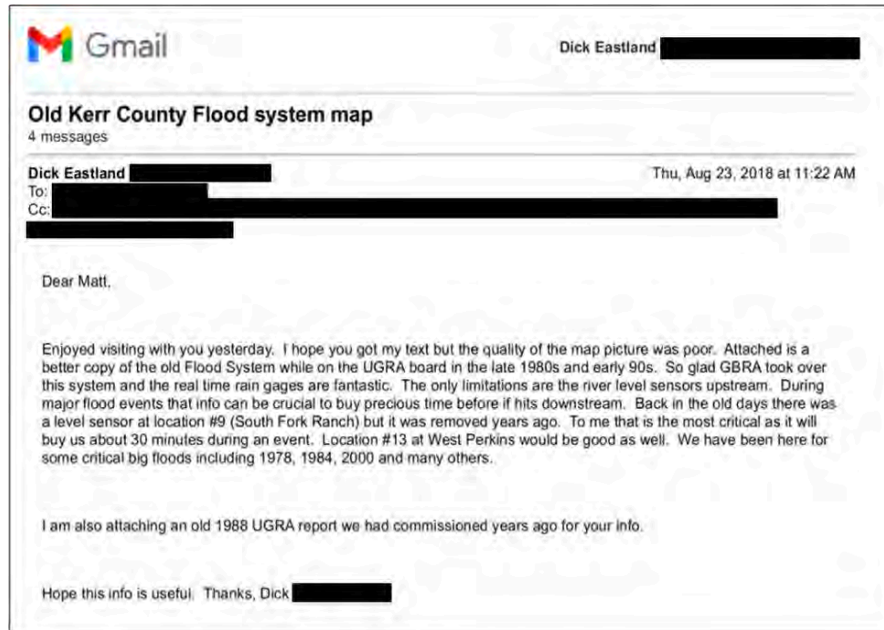 Gmail
Dick Eastland
Old Kerr County Flood system map
4 messages
Dick Eastland
Thu, Aug 23, 2018 at 11:22 AM
To:
Cc:
Dear Matt,
Enjoyed visiting with you yesterday. I hope you got my text but the quality of the map picture was poor. Attached is a
better copy of the old Flood System while on the UGRA board in the late 1980s and early 90s. So glad GBRA took over
this system and the real time rain gages are fantastic. The only limitations are the river level sensors upstream. During
major flood events that info can be crucial to buy precious time before if hits downstream. Back in the old days there was
a level sensor at location #9 (South Fork Ranch) but it was removed years ago. To me that is the most critical as it will
buy us about 30 minutes during an event. Location #13 at West Perkins would be good as well. We have been here for
some critical big floods including 1978, 1984, 2000 and many others.
I am also attaching an old 1988 UGRA report we had commissioned years ago for your info.
Hope this info is useful. Thanks, Dick